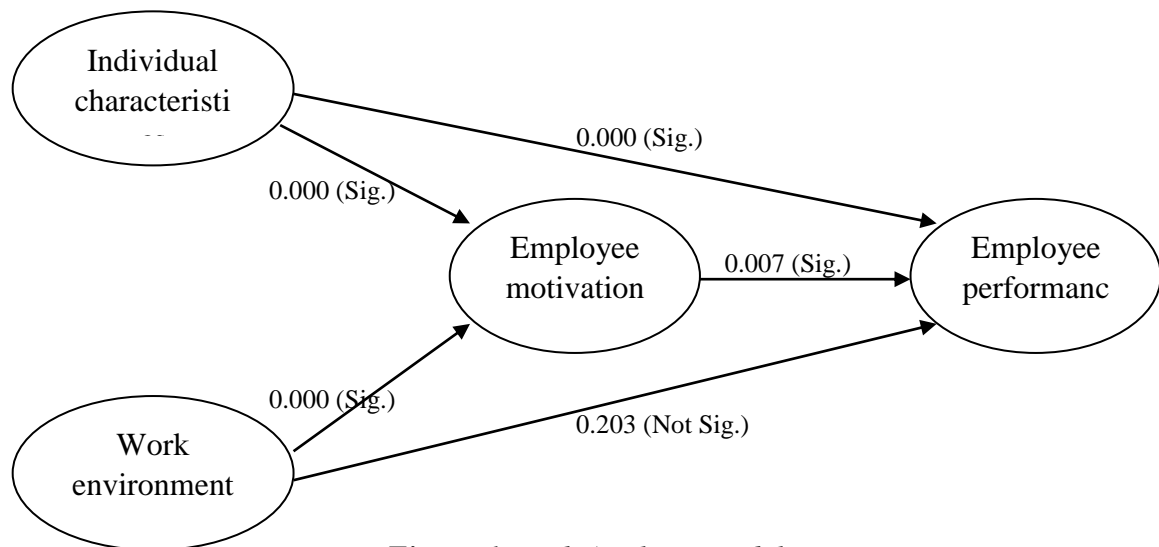 Individual
characteristi
0.000 (Sig.)
0.000 (Sig.)
Employee
motivation
0.007 (Sig.)
Employee
performanc
0.000 (Sig.)
0.203 (Not Sig.)
Work
environment